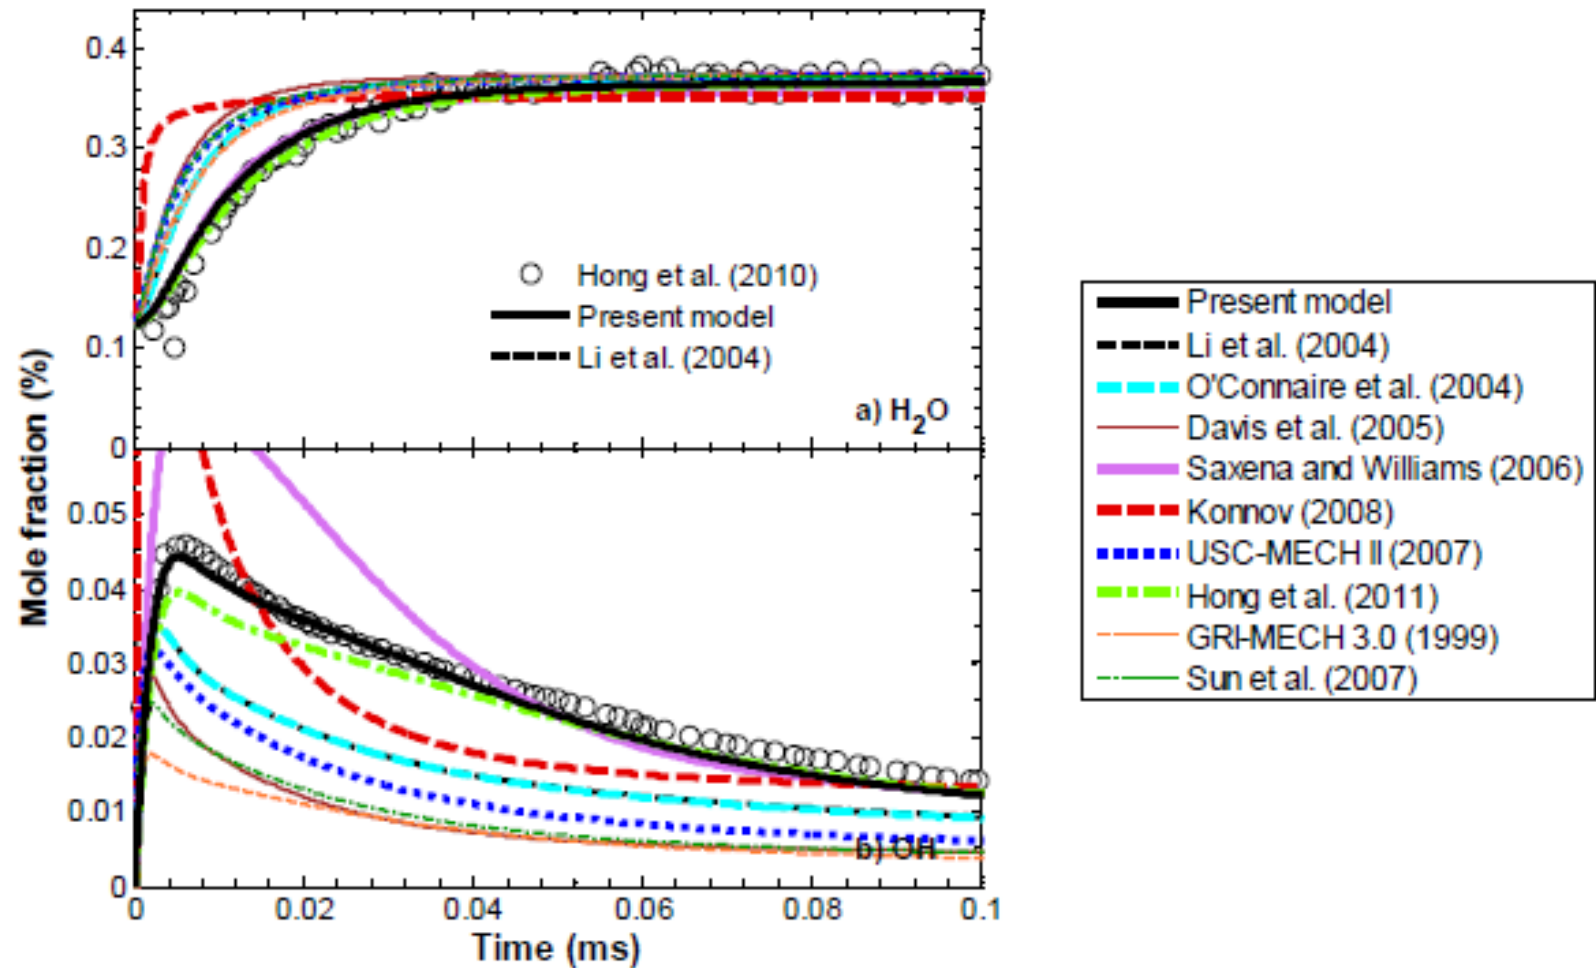 0.4
0.3
0.2
0.1
0
Hong et al. (2010)
Present model
Li et al. (2004)
a) H2O
Mole fraction (%)
0.05
0.04
0.03
0.02
0.01
0
b) OH
0
0.02
0.04
0.06
0.08
0.1
Time (ms)
Present model
Li et al. (2004)
O'Connaire et al. (2004)
Davis et al. (2005)
Saxena and Williams (2006)
Konnov (2008)
USC-MECH II (2007)
Hong et al. (2011)
GRI-MECH 3.0 (1999)
Sun et al. (2007)